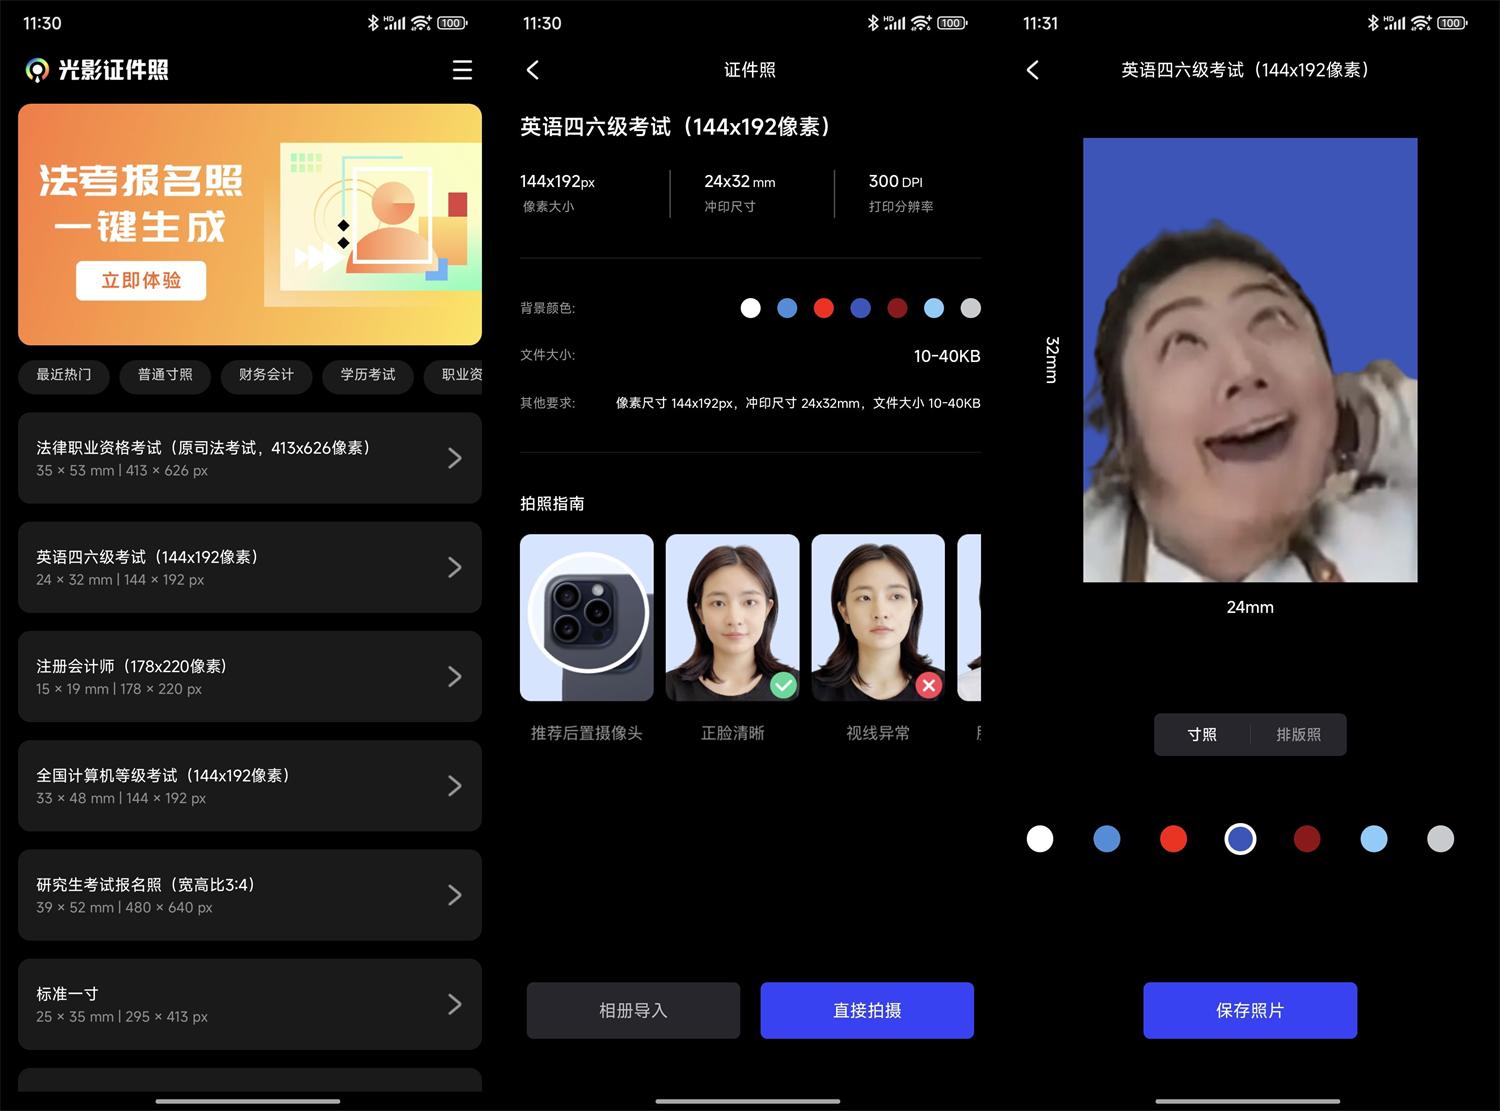 11:30
HD
100
光影证件照
法考报名照
一键生成
立即体验
最近热门
普通寸照
财务会计
学历考试
职业资
法律职业资格考试（原司法考试，413x626像素）
35 × 53 mm | 413 × 626 px
英语四六级考试（144x192像素）
24 × 32 mm | 144 × 192 px
注册会计师（178x220像素）
15 × 19 mm | 178 × 220 px
全国计算机等级考试（144x192像素）
33 × 48 mm | 144 × 192 px
研究生考试报名照（宽高比3:4）
39 × 52 mm | 480 × 640 px
标准一寸
25 × 35 mm | 295 × 413 px
11:30
HD
100
证件照
英语四六级考试（144x192像素）
144x192px
像素大小
24x32 mm
冲印尺寸
300 DPI
打印分辨率
背景颜色:
文件大小:
10-40KB
其他要求:
像素尺寸 144x192px，冲印尺寸 24x32mm，文件大小 10-40KB
拍照指南
推荐后置摄像头
正脸清晰
视线异常
相册导入
直接拍摄
11:31
HD
100
英语四六级考试（144x192像素）
32mm
24mm
寸照
排版照
保存照片